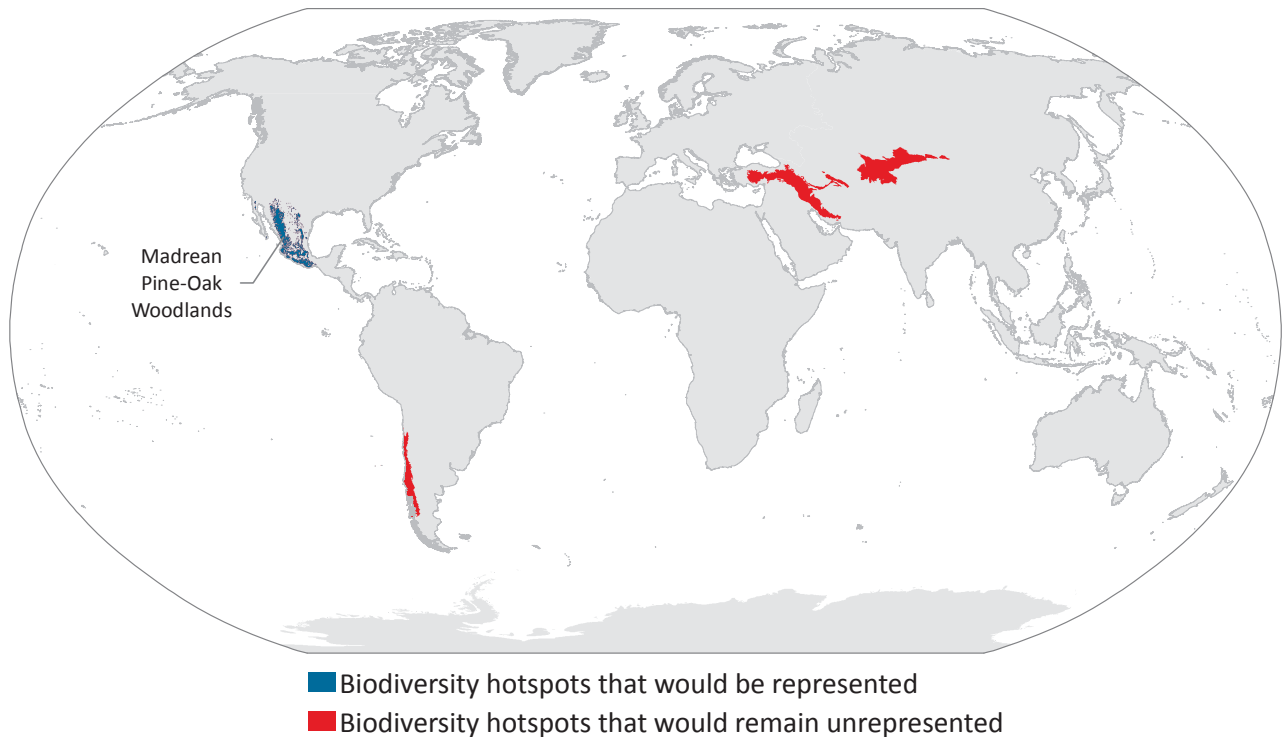 Madrean
Pine-Oak
Woodlands
Biodiversity hotspots that would be represented
Biodiversity hotspots that would remain unrepresented